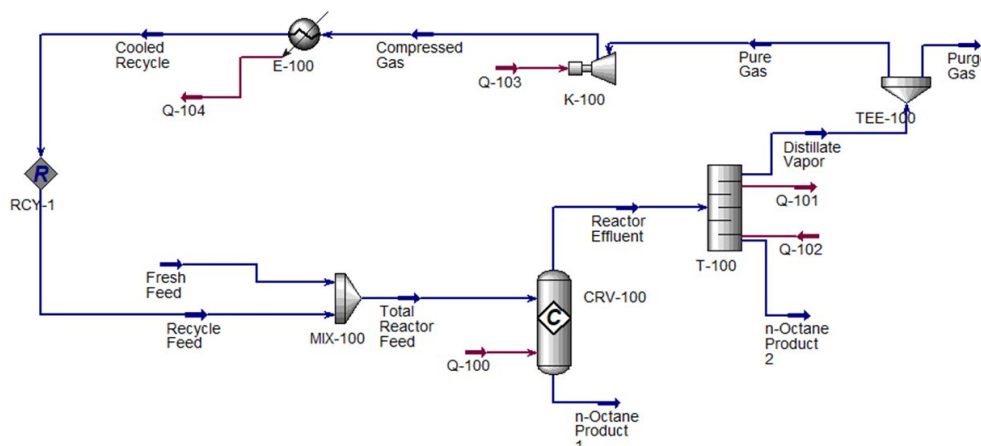 Cooled
Recycle
E-100
Compressed
Gas
Pure
Gas
Purge
Gas
Q-104
Q-103
K-100
TEE-100
Distillate
Vapor
R
RCY-1
Q-101
Reactor
Effluent
Q-102
T-100
Fresh
Feed
Recycle
Feed
MIX-100
Total
Reactor
Feed
CRV-100
C
Q-100
n-Octane
Product
2
n-Octane
Product
1